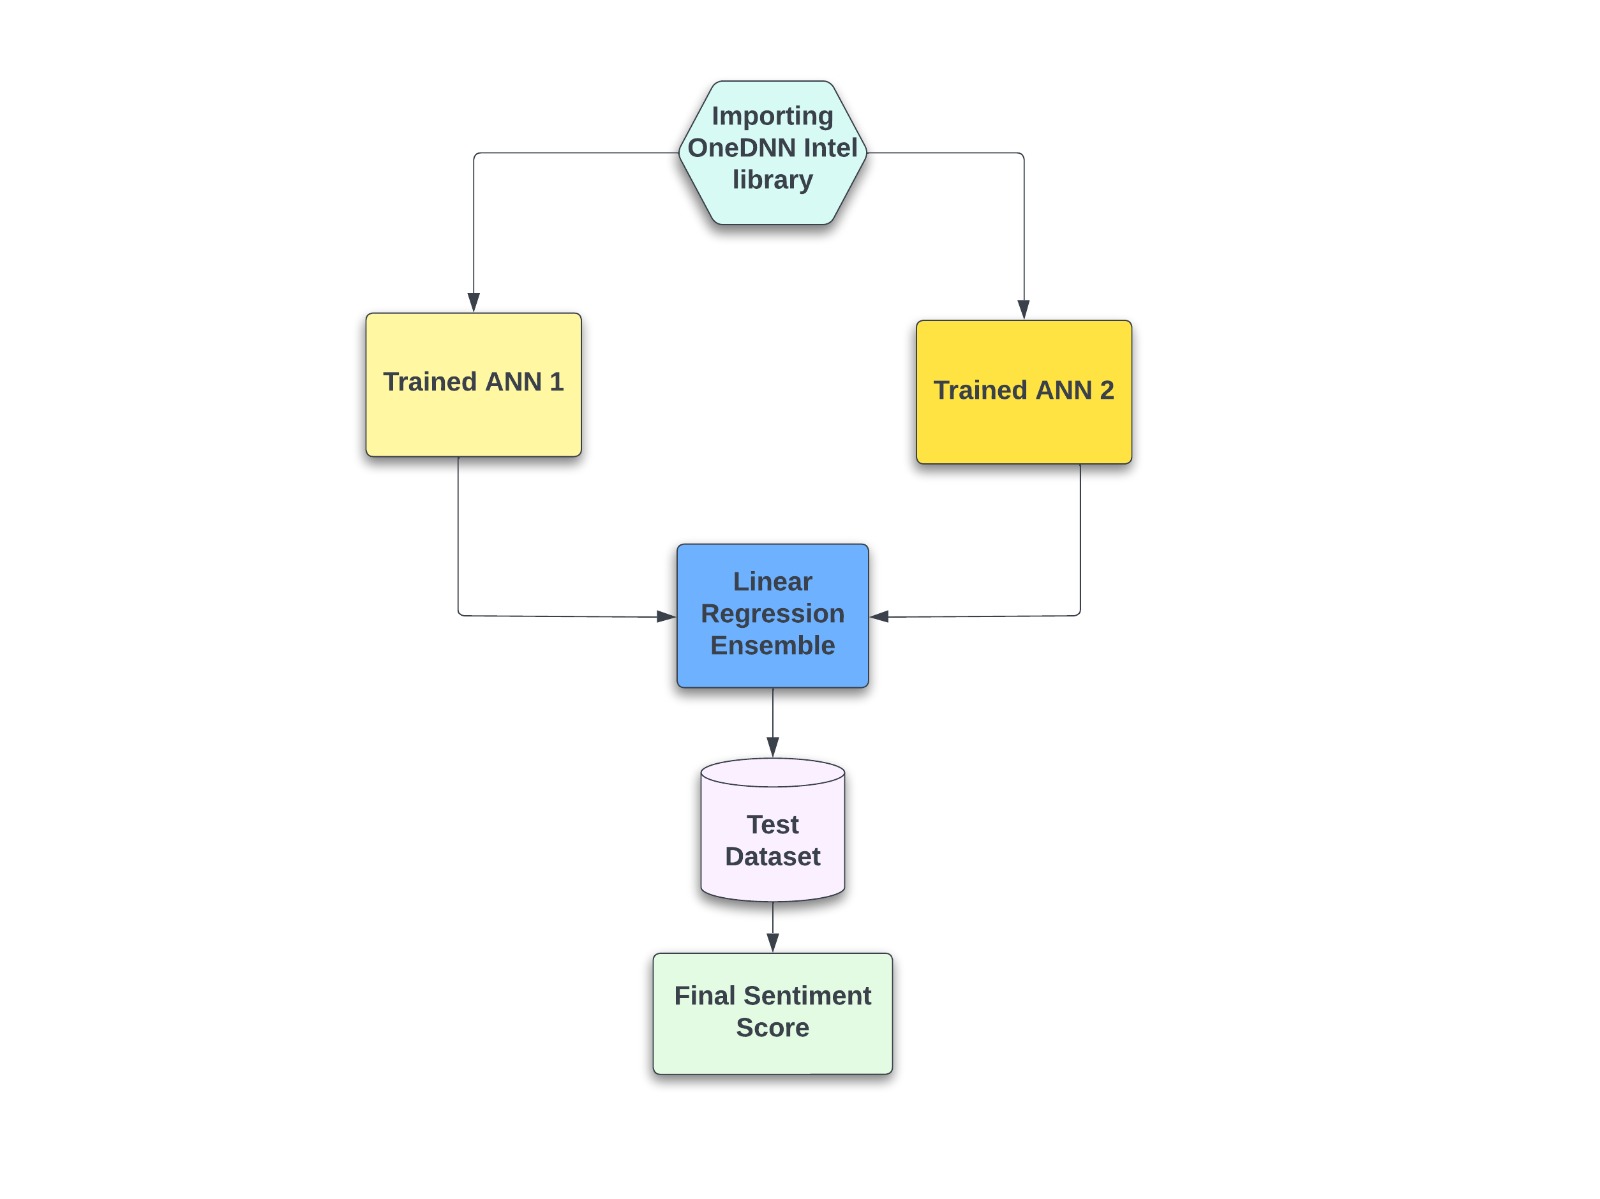 Importing
OneDNN Intel
library
Trained ANN 1
Trained ANN 2
Linear
Regression
Ensemble
Test
Dataset
Final Sentiment
Score